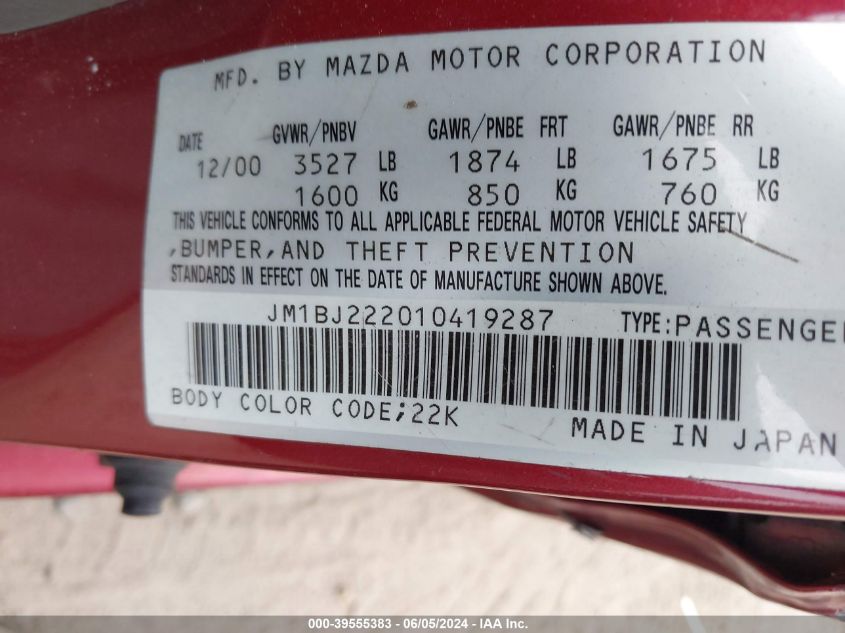 MFD. BY MAZDA MOTOR CORPORATION
DATE GVWR/PNBV GAWR/PNBE FRT GAWR/PNBE RR
12/00 3527 LB 1874 LB 1675 LB
1600 KG 850 KG 760 KG
THIS VEHICLE CONFORMS TO ALL APPLICABLE FEDERAL MOTOR VEHICLE SAFETY
,BUMPER,AND THEFT PREVENTION
STANDARDS IN EFFECT ON THE DATE OF MANUFACTURE SHOWN ABOVE.
JM1BJ222010419287 TYPE:PASSENGE
BODY COLOR CODE;22K MADE IN JAPAN
000-39555383 - 06/05/2024 - IAA Inc.